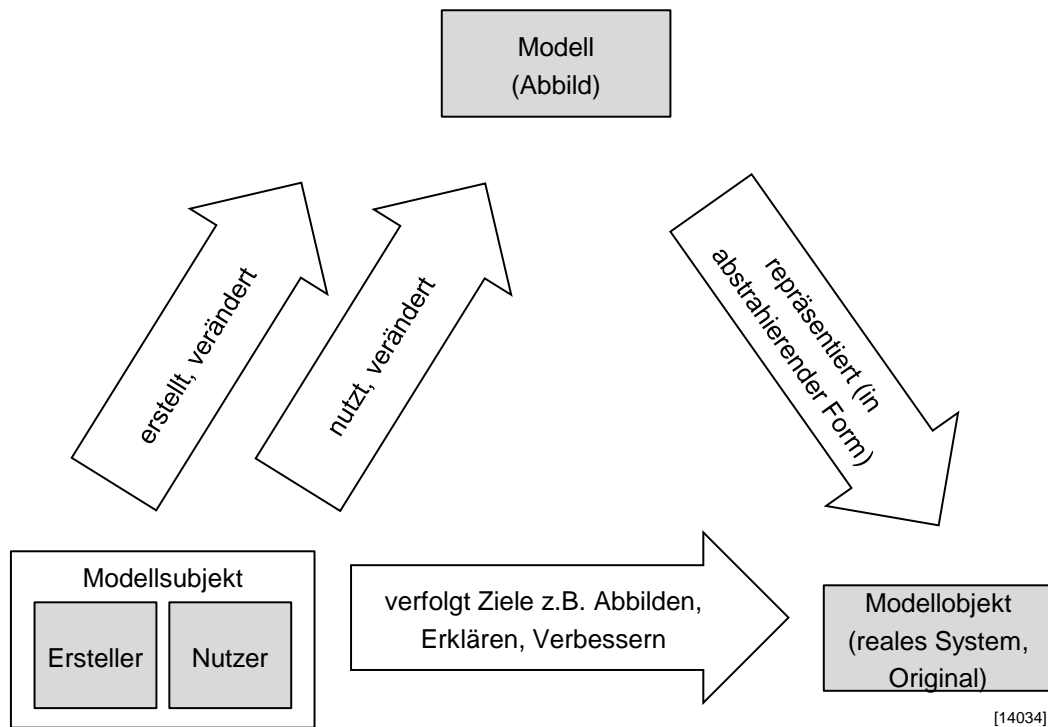 Modell
(Abbild)
erstellt, verändert
nutzt, verändert
repräsentiert (in
abstrahierender Form)
Modellsubjekt
Ersteller
Nutzer
verfolgt Ziele z.B. Abbilden,
Erklären, Verbessern
Modellobjekt
(reales System,
Original)
[14034]